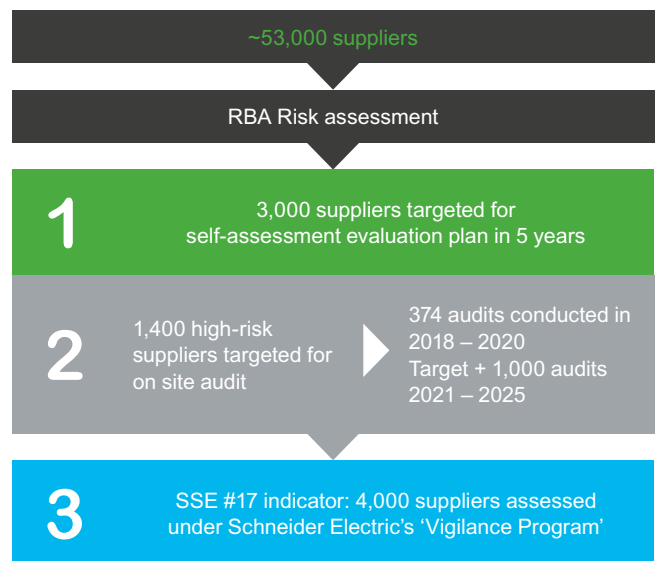 ~53,000 suppliers
RBA Risk assessment
1
3,000 suppliers targeted for
self-assessment evaluation plan in 5 years
2
1,400 high-risk
suppliers targeted for
on site audit
374 audits conducted in
2018 – 2020
Target + 1,000 audits
2021 – 2025
3
SSE #17 indicator: 4,000 suppliers assessed
under Schneider Electric’s ‘Vigilance Program’